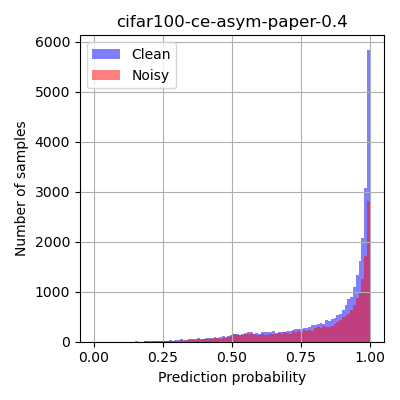 cifar100-ce-asym-paper-0.4
Clean
Noisy
Number of samples
6000
5000
4000
3000
2000
1000
0
0.00 0.25 0.50 0.75 1.00
Prediction probability